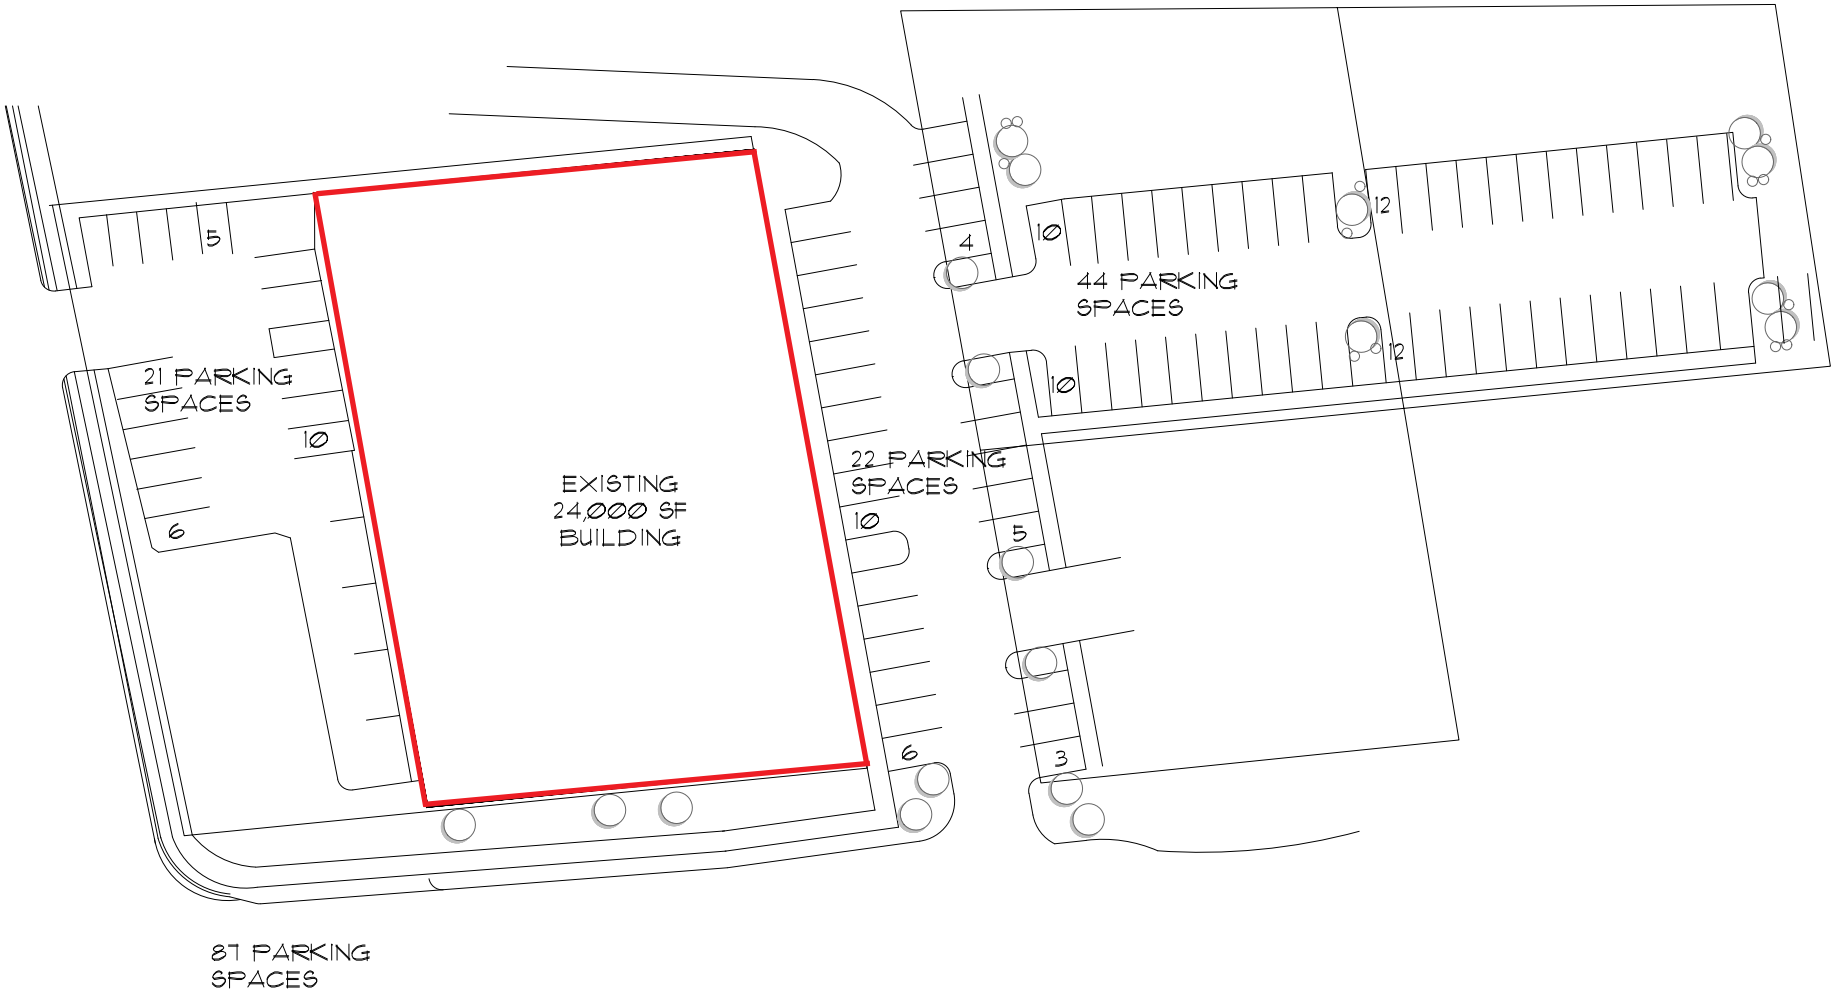 5
4
10
12
44 PARKING
SPACES
21 PARKING
SPACES
10
12
10
22 PARKING
SPACES
EXISTING
24,000 SF
BUILDING
10
6
5
6
3
87 PARKING
SPACES